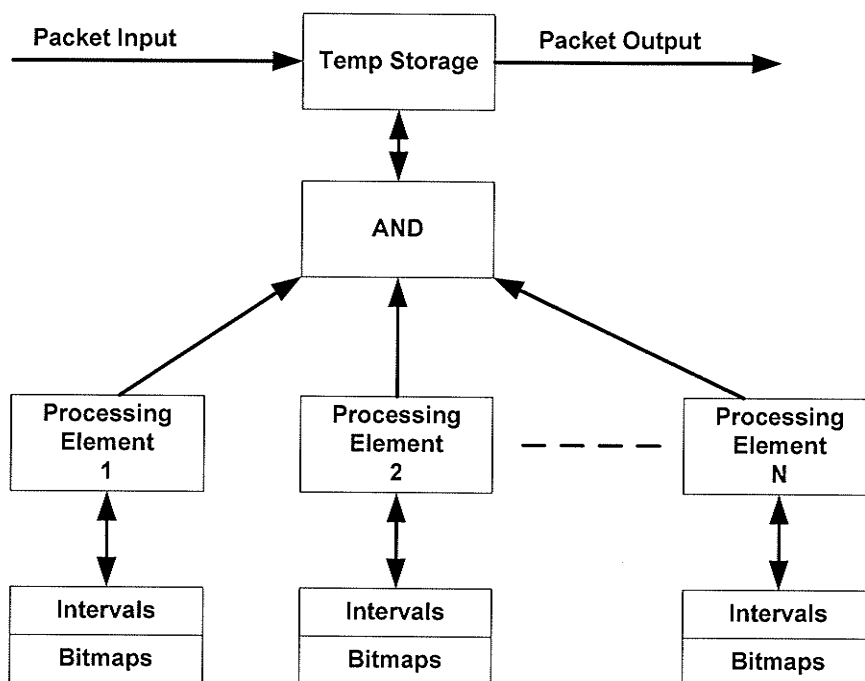 Packet Input
Temp Storage
Packet Output
AND
Processing
Element
1
Processing
Element
2
Processing
Element
N
Intervals
Bitmaps
Intervals
Bitmaps
Intervals
Bitmaps